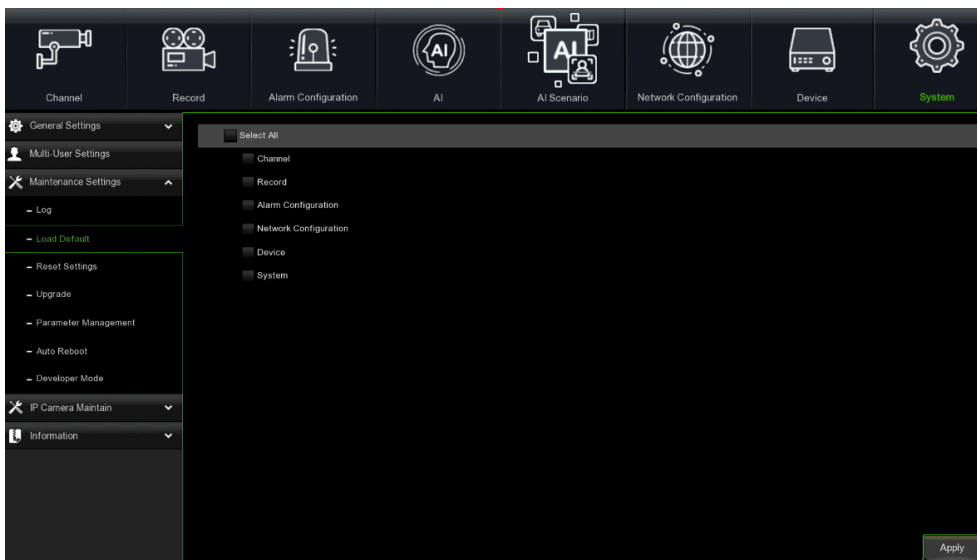 AI
AI
Channel
Record
Alarm Configuration
AI
AI Scenario
Network Configuration
Device
System
General Settings
Multi-User Settings
Maintenance Settings
Log
Load Default
Reset Settings
Upgrade
Parameter Management
Auto Reboot
Developer Mode
IP Camera Maintain
Information
Select All
Channel
Record
Alarm Configuration
Network Configuration
Device
System
Apply